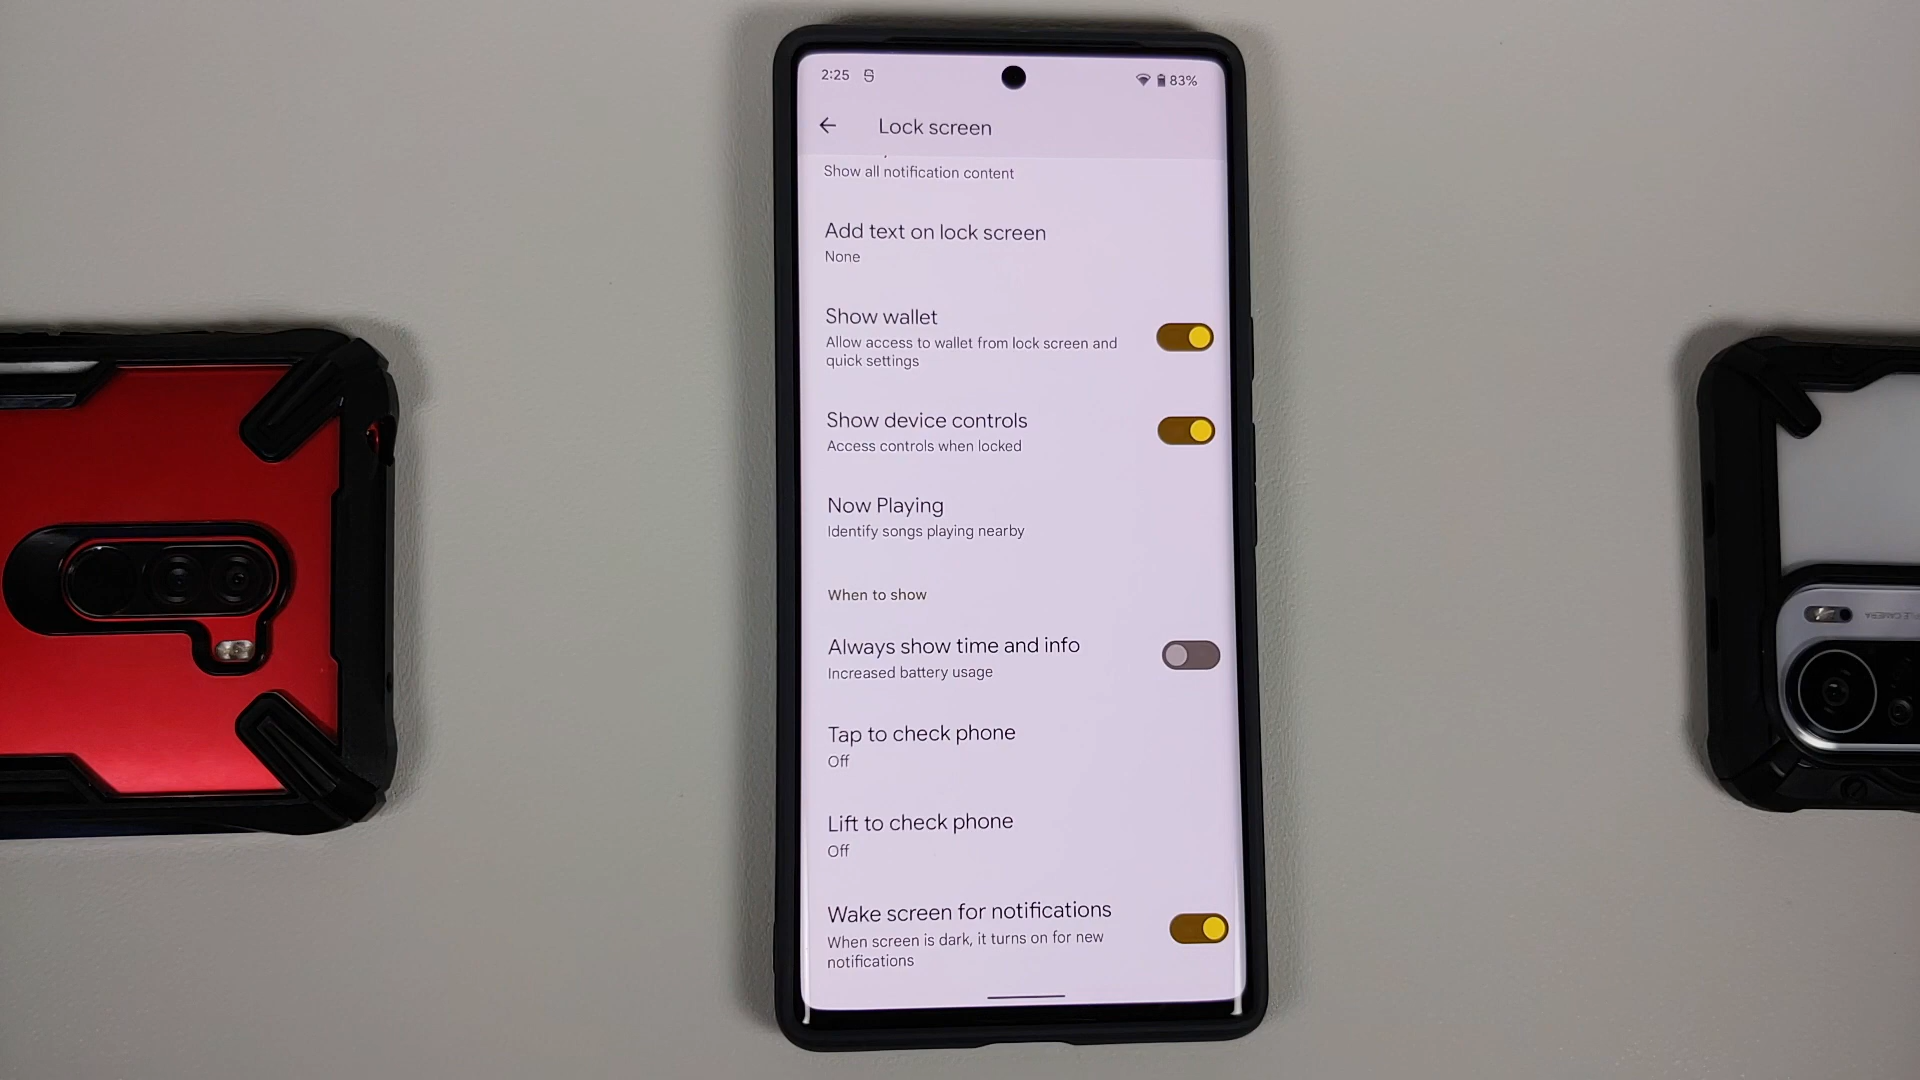 2:25
83%
Lock screen
Show all notification content
Add text on lock screen
None
Show wallet
Allow access to wallet from lock screen and
quick settings
Show device controls
Access controls when locked
Now Playing
Identify songs playing nearby
When to show
Always show time and info
Increased battery usage
Tap to check phone
Off
Lift to check phone
Off
Wake screen for notifications
When screen is dark, it turns on for new
notifications